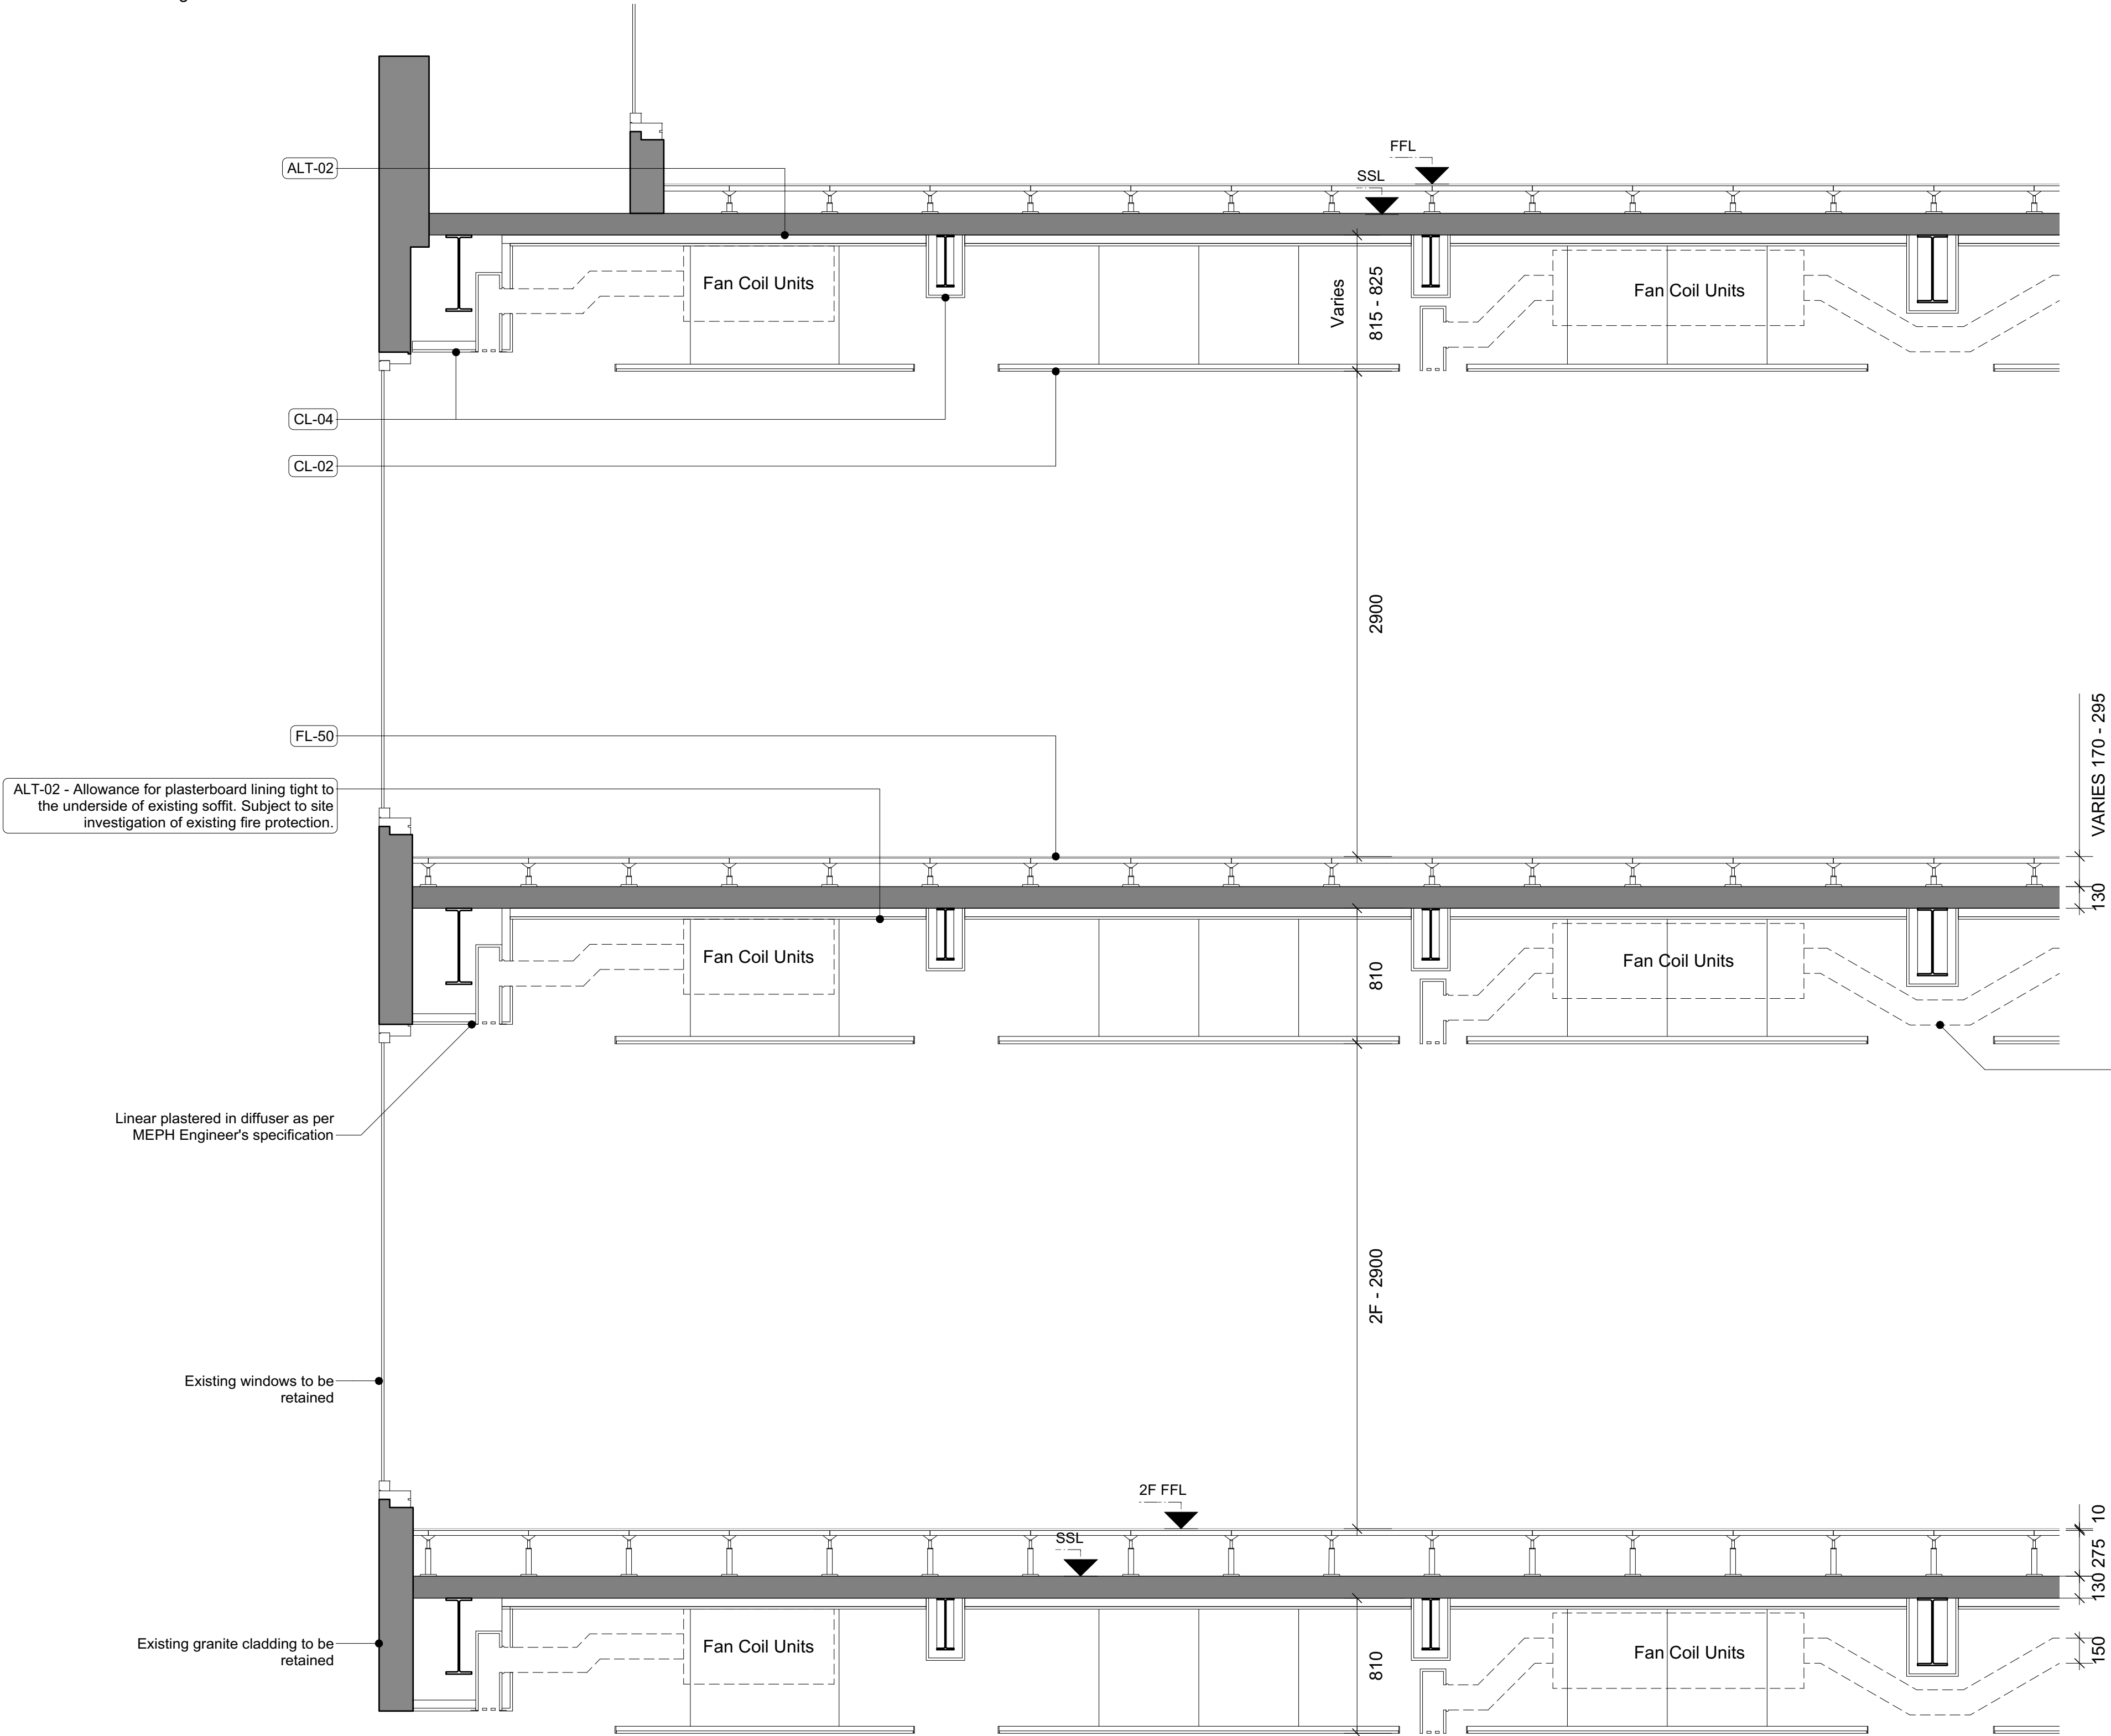 FFL
ALT-02
SSL
Fan Coil Units
Varies
815 - 825
Fan Coil Units
CL-04
CL-02
2900
VARIES 170 - 295
FL-50
ALT-02 - Allowance for plasterboard lining tight to
the underside of existing soffit. Subject to site
investigation of existing fire protection.
130
Fan Coil Units
810
Fan Coil Units
Linear plastered in diffuser as per
MEPH Engineer's specification
2F - 2900
Existing windows to be
retained
2F FFL
10
SSL
275
130
Existing granite cladding to be
retained
Fan Coil Units
810
Fan Coil Units
150